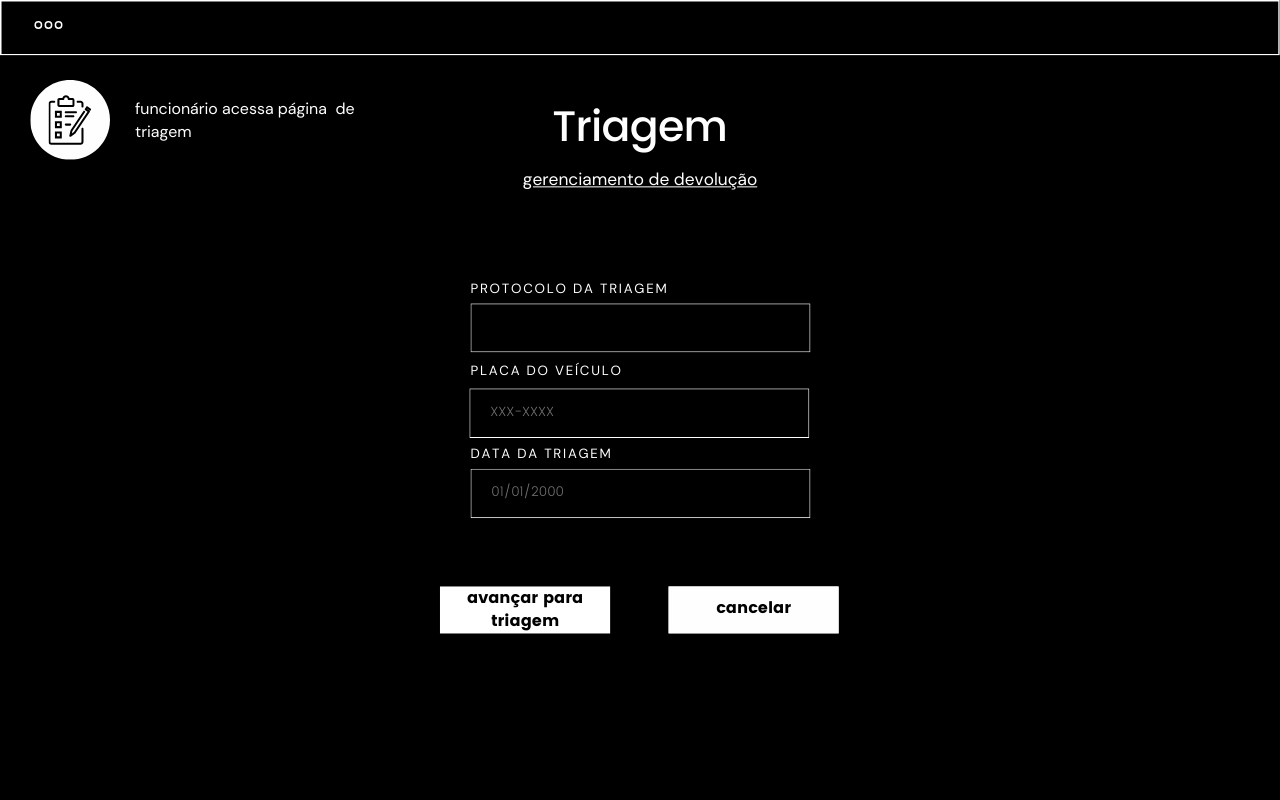 funcionário acessa página  de
triagem
Triagem
gerenciamento de devolução
PROTOCOLO DA TRIAGEM
PLACA DO VEÍCULO
XXX-XXXX
DATA DA TRIAGEM
01/01/2000
avançar para
triagem
cancelar